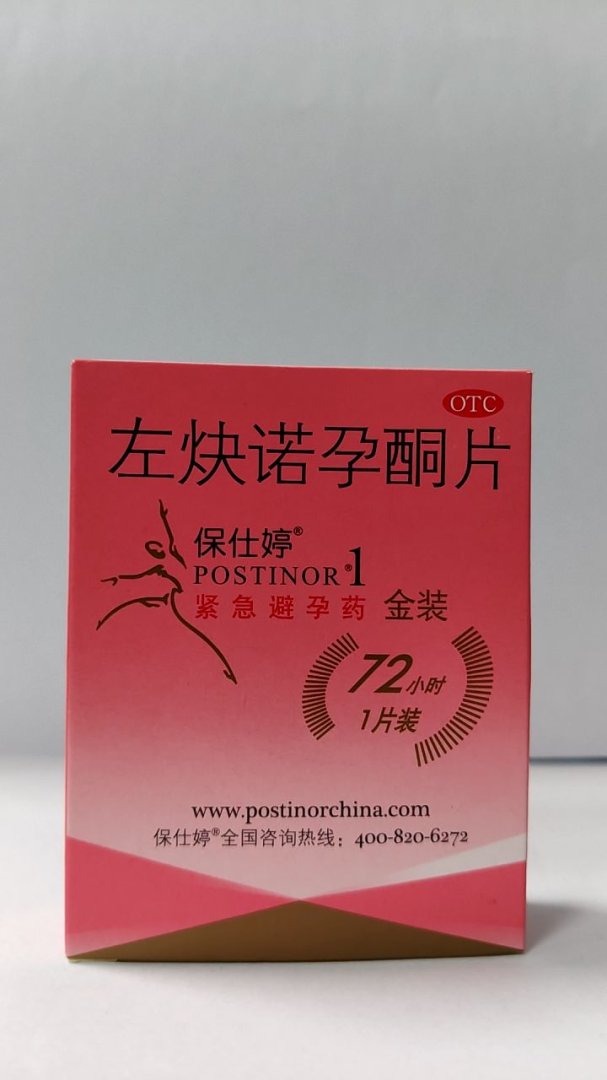 OTC
左炔诺孕酮片
保仕婷®
POSTINOR®1
紧急避孕药 金装
72小时
1片装
www.postinorchina.com
保仕婷®全国咨询热线：400-820-6272